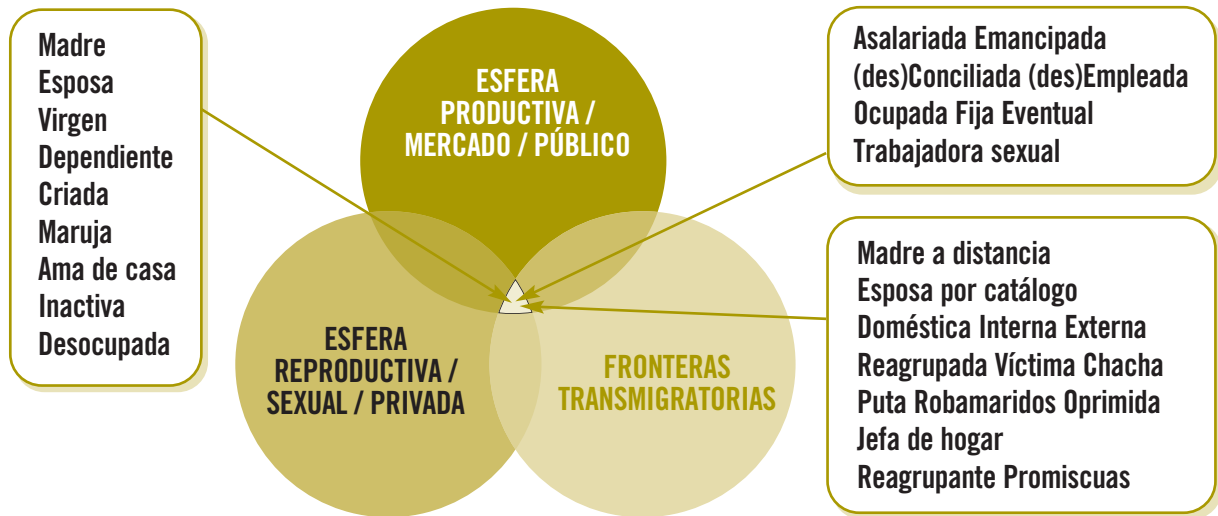 Madre
Esposa
Virgen
Dependiente
Criada
Maruja
Ama de casa
Inactiva
Desocupada
ESFERA
PRODUCTIVA /
MERCADO / PÚBLICO
Asalariada Emancipada
(des)Conciliada (des)Empleada
Ocupada Fija Eventual
Trabajadora sexual
ESFERA
REPRODUCTIVA /
SEXUAL / PRIVADA
FRONTERAS
TRANSMIGRATORIAS
Madre a distancia
Esposa por catálogo
Doméstica Interna Externa
Reagrupada Víctima Chacha
Puta Robamaridos Oprimida
Jefa de hogar
Reagrupante Promiscuas